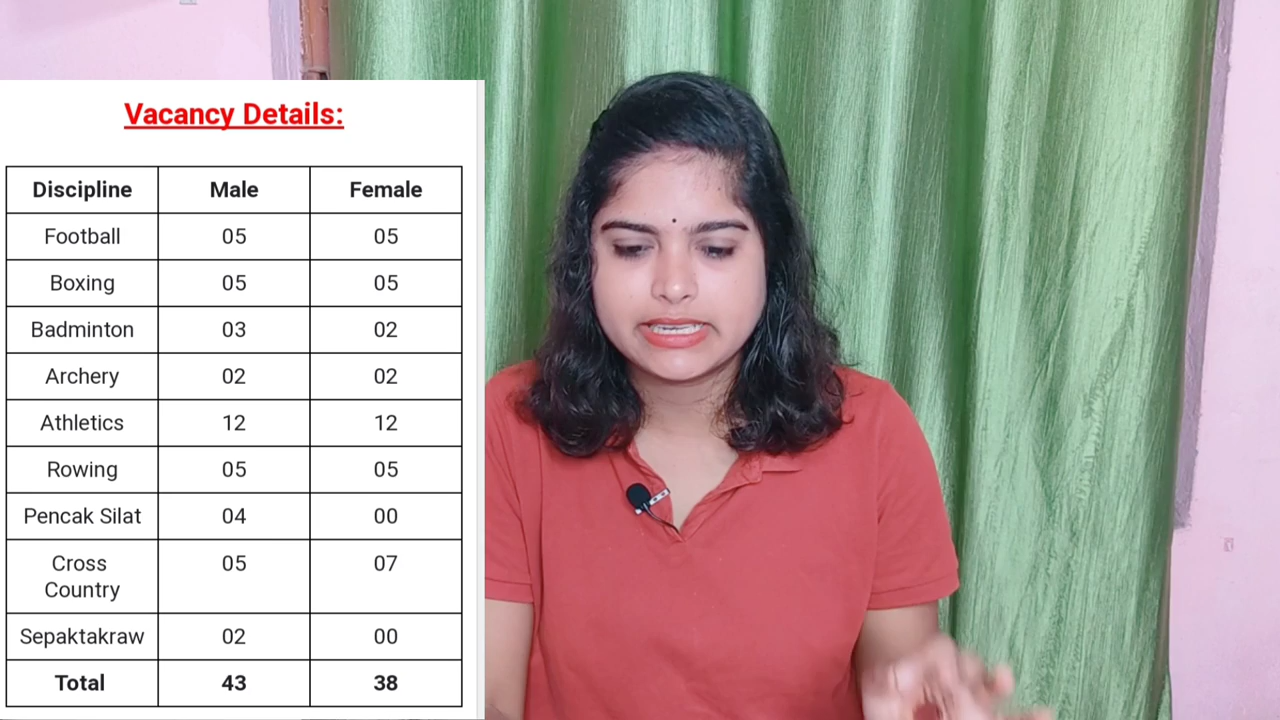 Vacancy Details:
Discipline Male Female
Football 05 05
Boxing 05 05
Badminton 03 02
Archery 02 02
Athletics 12 12
Rowing 05 05
Pencak Silat 04 00
Cross 05 07
Country
Sepaktakraw 02 00
Total 43 38